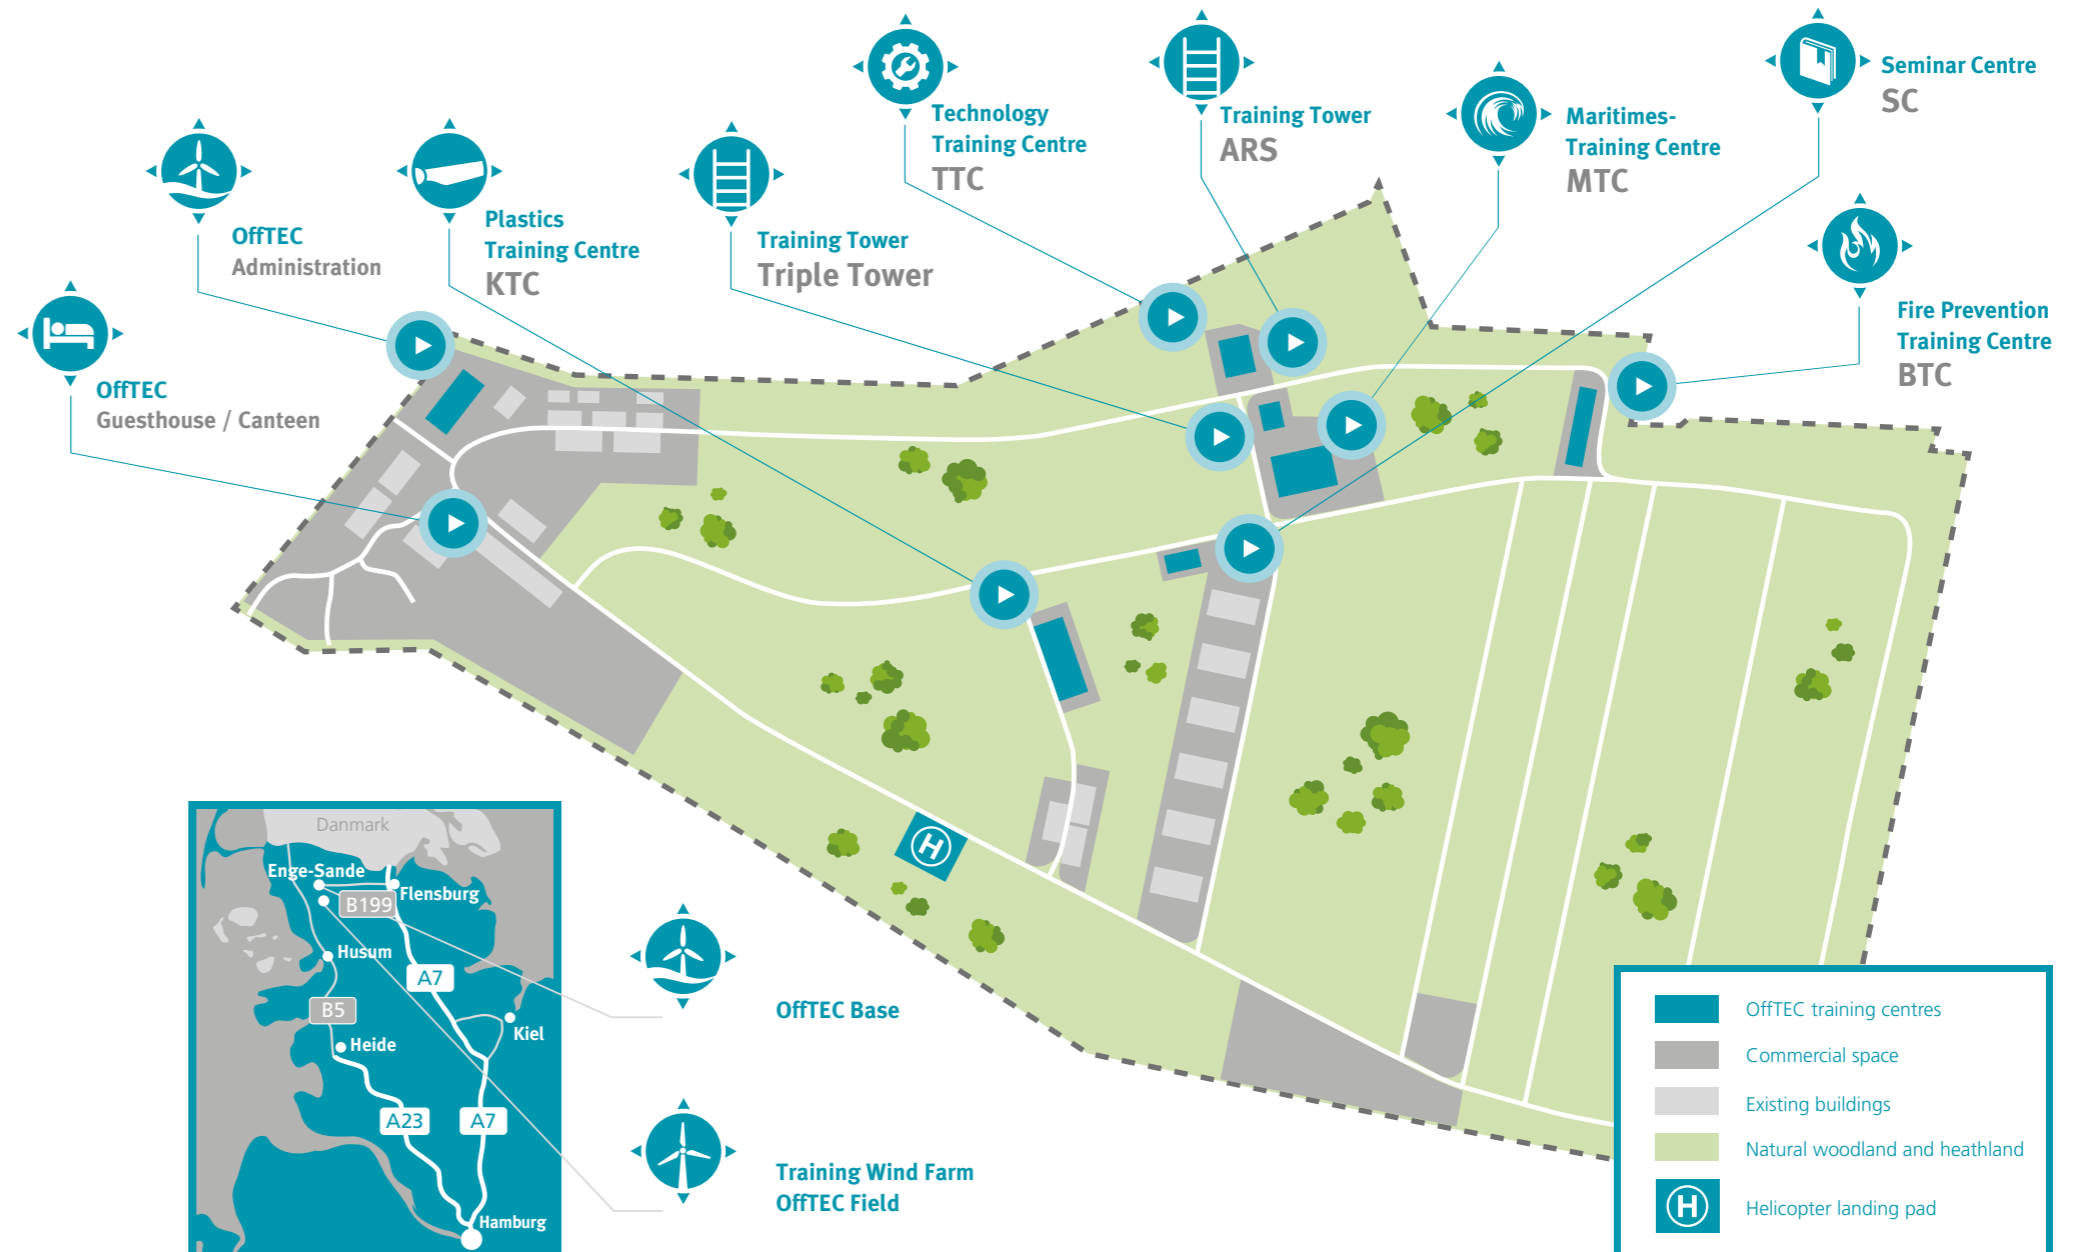 Technology
Training Centre
TTC
Training Tower
ARS
Maritimes-
Training Centre
MTC
Seminar Centre
SC
OffTEC
Administration
Plastics
Training Centre
KTC
Training Tower
Triple Tower
Fire Prevention
Training Centre
BTC
OffTEC
Guesthouse / Canteen
H
Danmark
Enge-Sande
Flensburg
B199
Husum
A7
B5
Kiel
Heide
A23
A7
Hamburg
OffTEC Base
Training Wind Farm
OffTEC Field
OffTEC training centres
Commercial space
Existing buildings
Natural woodland and heathland
H
Helicopter landing pad